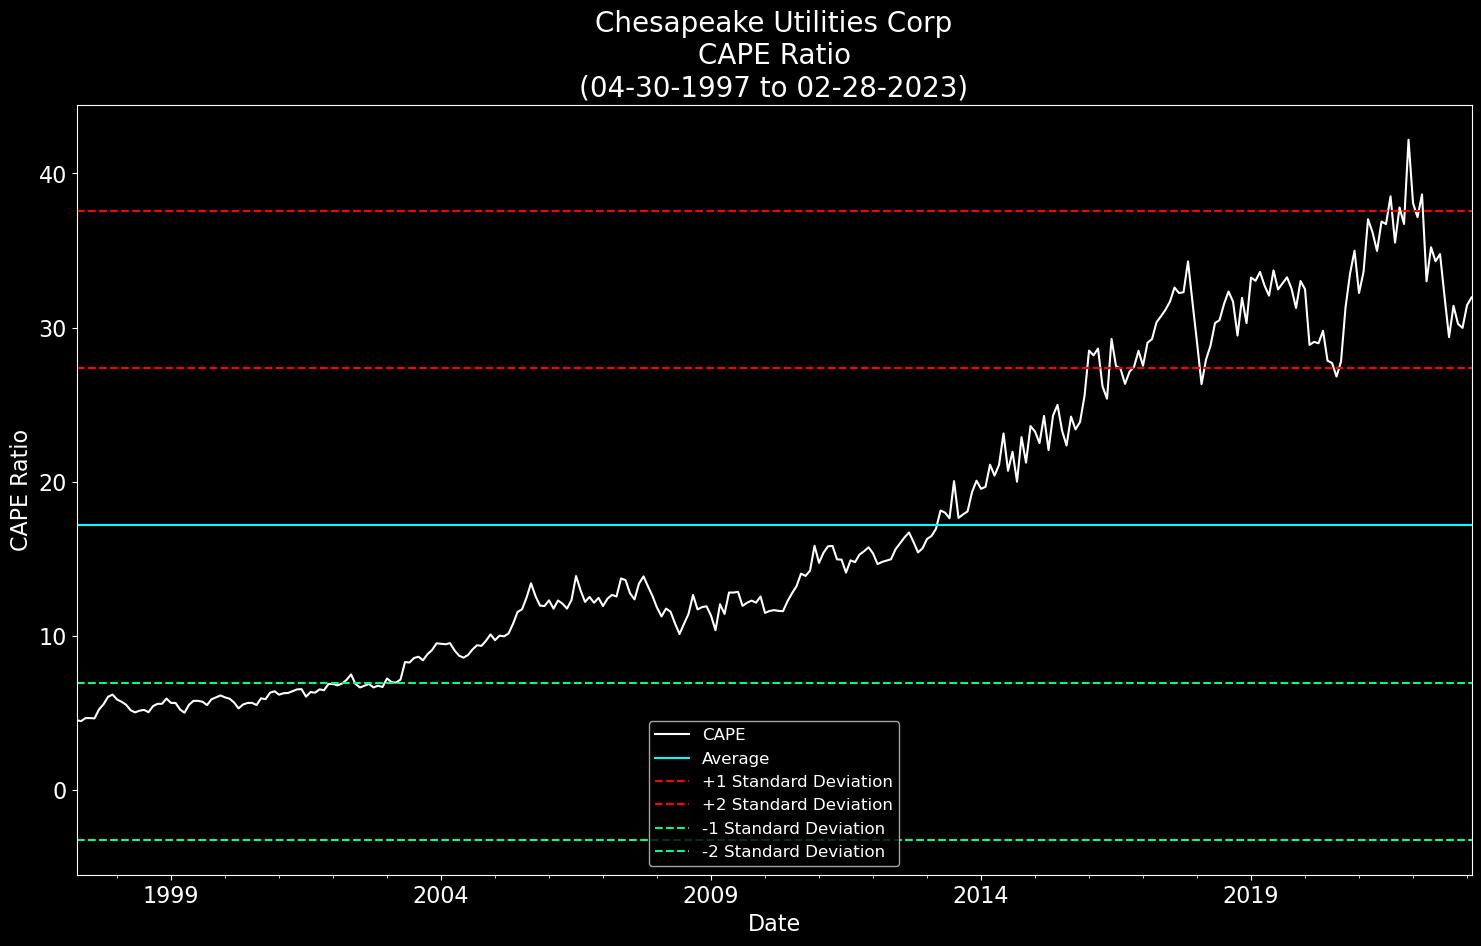 Chesapeake Utilities Corp
CAPE Ratio
(04-30-1997 to 02-28-2023)
CAPE Ratio
40
30
20
10
0
CAPE
Average
+1 Standard Deviation
+2 Standard Deviation
-1 Standard Deviation
-2 Standard Deviation
1999 2004 2009 2014 2019
Date